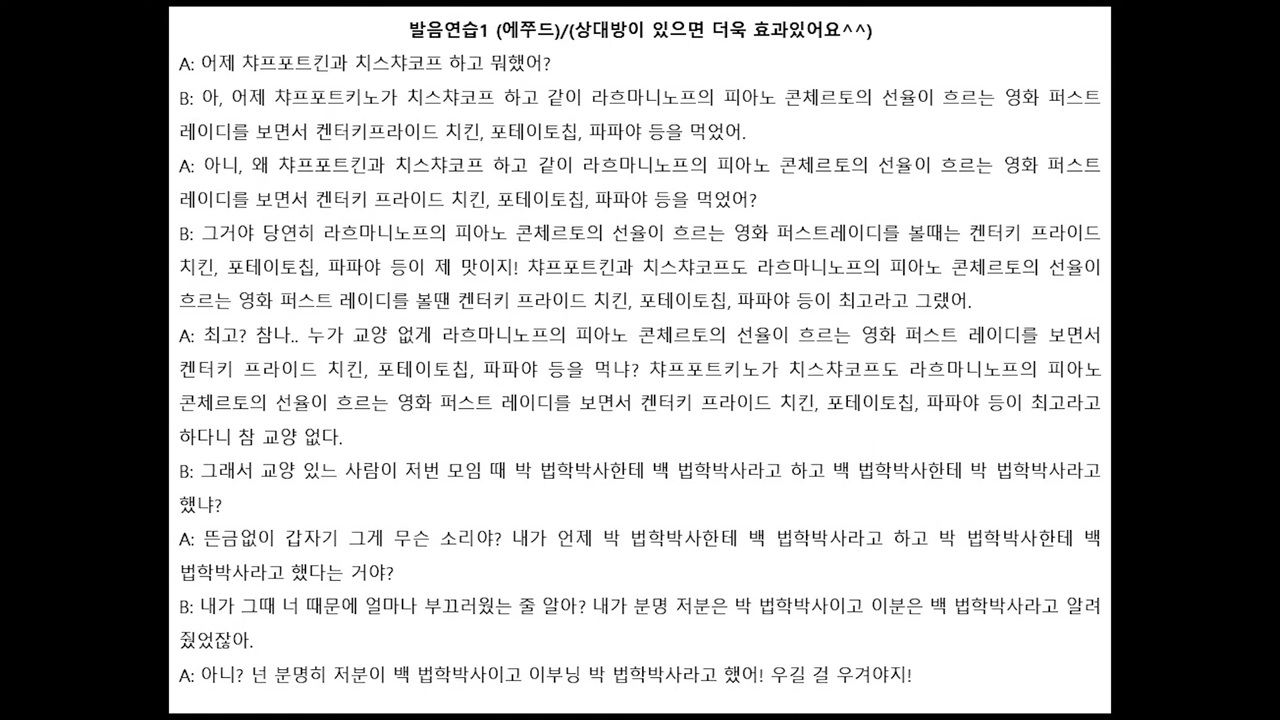 발음연습1 (에쭈드)/(상대방이 있으면 더욱 효과있어요^^)
A: 어제 챠프포트킨과 치스챠코프 하고 뭐했어?
B: 아, 어제 챠프포트키노가 치스챠코프 하고 같이 라흐마니노프의 피아노 콘체르토의 선율이 흐르는 영화 퍼스트
레이디를 보면서 켄터키프라이드 치킨, 포테이토칩, 파파야 등을 먹었어.
A: 아니, 왜 챠프포트킨과 치스챠코프 하고 같이 라흐마니노프의 피아노 콘체르토의 선율이 흐르는 영화 퍼스트
레이디를 보면서 켄터키 프라이드 치킨, 포테이토칩, 파파야 등을 먹었어?
B: 그거야 당연히 라흐마니노프의 피아노 콘체르토의 선율이 흐르는 영화 퍼스트레이디를 볼때는 켄터키 프라이드
치킨, 포테이토칩, 파파야 등이 제 맛이지! 챠프포트킨과 치스챠코프도 라흐마니노프의 피아노 콘체르토의 선율이
흐르는 영화 퍼스트 레이디를 볼땐 켄터키 프라이드 치킨, 포테이토칩, 파파야 등이 최고라고 그랬어.
A: 최고? 참나.. 누가 교양 없게 라흐마니노프의 피아노 콘체르토의 선율이 흐르는 영화 퍼스트 레이디를 보면서
켄터키 프라이드 치킨, 포테이토칩, 파파야 등을 먹냐? 챠프포트키노가 치스챠코프도 라흐마니노프의 피아노
콘체르토의 선율이 흐르는 영화 퍼스트 레이디를 보면서 켄터키 프라이드 치킨, 포테이토칩, 파파야 등이 최고라고
하다니 참 교양 없다.
B: 그래서 교양 있느 사람이 저번 모임 때 박 법학박사한테 백 법학박사라고 하고 백 법학박사한테 박 법학박사라고
했냐?
A: 뜬금없이 갑자기 그게 무슨 소리야? 내가 언제 박 법학박사한테 백 법학박사라고 하고 박 법학박사한테 백
법학박사라고 했다는 거야?
B: 내가 그때 너 때문에 얼마나 부끄러웠는 줄 알아? 내가 분명 저분은 박 법학박사이고 이분은 백 법학박사라고 알려
줬었잖아.
A: 아니? 넌 분명히 저분이 백 법학박사이고 이부닝 박 법학박사라고 했어! 우길 걸 우겨야지!